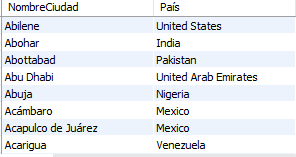 NombreCiudad País
Abilene United States
Abohar India
Abottabad Pakistan
Abu Dhabi United Arab Emirates
Abuja Nigeria
Acámbaro Mexico
Acapulco de Juárez Mexico
Acarigua Venezuela